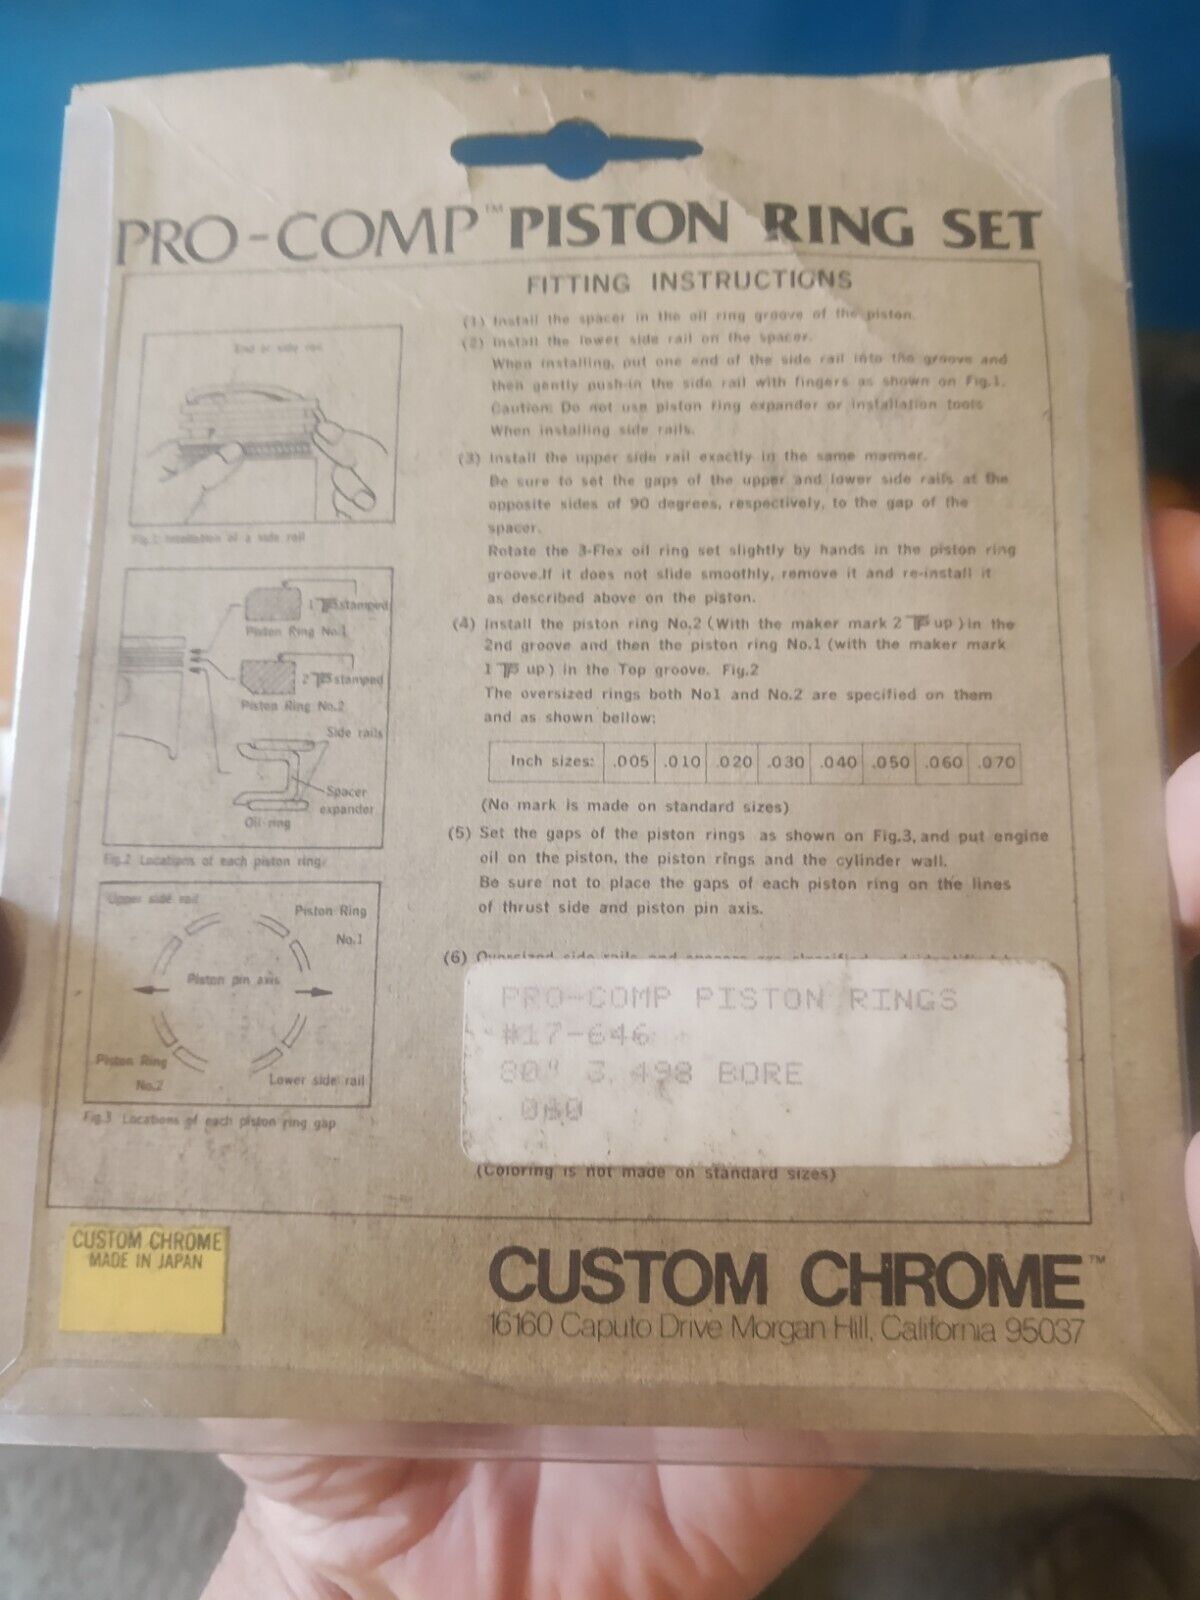 PRO-COMP™ PISTON RING SET
FITTING INSTRUCTIONS
(1) Install the spacer in the oil ring groove of the piston.
(2) Install the lower side rail on the spacer.
When installing, put one end of the side rail into the groove and
then gently push-in the side rail with fingers as shown on Fig.1.
Caution: Do not use piston ring expander or installation tools
When installing side rails.
(3) Install the upper side rail exactly in the same manner.
Be sure to set the gaps of the upper and lower side rails at the
opposite sides of 90 degrees, respectively, to the gap of the
spacer.
Rotate the 3-Flex oil ring set slightly by hands in the piston ring
groove.If it does not slide smoothly, remove it and re-install it
as described above on the piston.
(4) Install the piston ring No.2 (With the maker mark 2 up) in the
2nd groove and then the piston ring No.1 (with the maker mark
1 up) in the Top groove. Fig.2
The oversized rings both No1 and No.2 are specified on them
and as shown bellow:
Inch sizes: .005 .010 .020 .030 .040 .050 .060 .070
(No mark is made on standard sizes)
(5) Set the gaps of the piston rings as shown on Fig.3, and put engine
oil on the piston, the piston rings and the cylinder wall.
Be sure not to place the gaps of each piston ring on the lines
of thrust side and piston pin axis.
(6) Oversized side rails and
(Coloring is not made on standard sizes)
End of side rail
Fig.1 Installation of a side rail
1 stamped
Piston Ring No.1
2 stamped
Piston Ring No.2
Side rails
Spacer
expander
Oil ring
Fig.2 Locations of each piston ring
Upper side rail
Piston Ring
No.1
Piston pin axis
Piston Ring
No.2
Lower side rail
Fig.3 Locations of each piston ring gap
PRO-COMP PISTON RINGS
#17-646
80" 3.498 BORE
CUSTOM CHROME
MADE IN JAPAN
CUSTOM CHROME™
16160 Caputo Drive Morgan Hill, California 95037